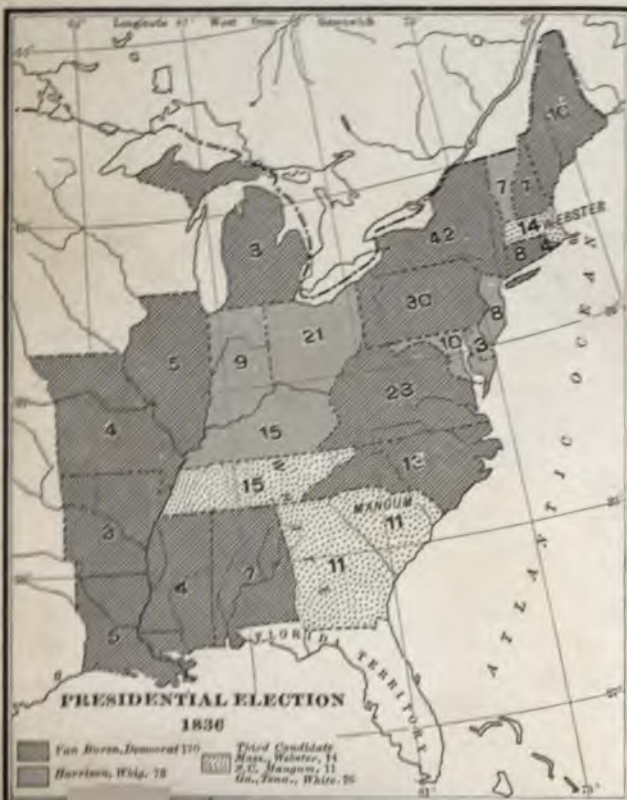 Longitude West from Greenwich
10
7 7
14 WEBSTER
42
8 4
3
30
8
21
10 3
5
9
23
4
15
13
15
MANGUM
11
3
11
4
7
5
FLORIDA
TERRITORY
ATLANTIC OCEAN
PRESIDENTIAL ELECTION
1836
Van Buren, Democrat 170
Harrison, Whig, 73
Third Candidate
Mass., Webster, 14
S.C. Mangum, 11
Ga., Tenn., White, 26